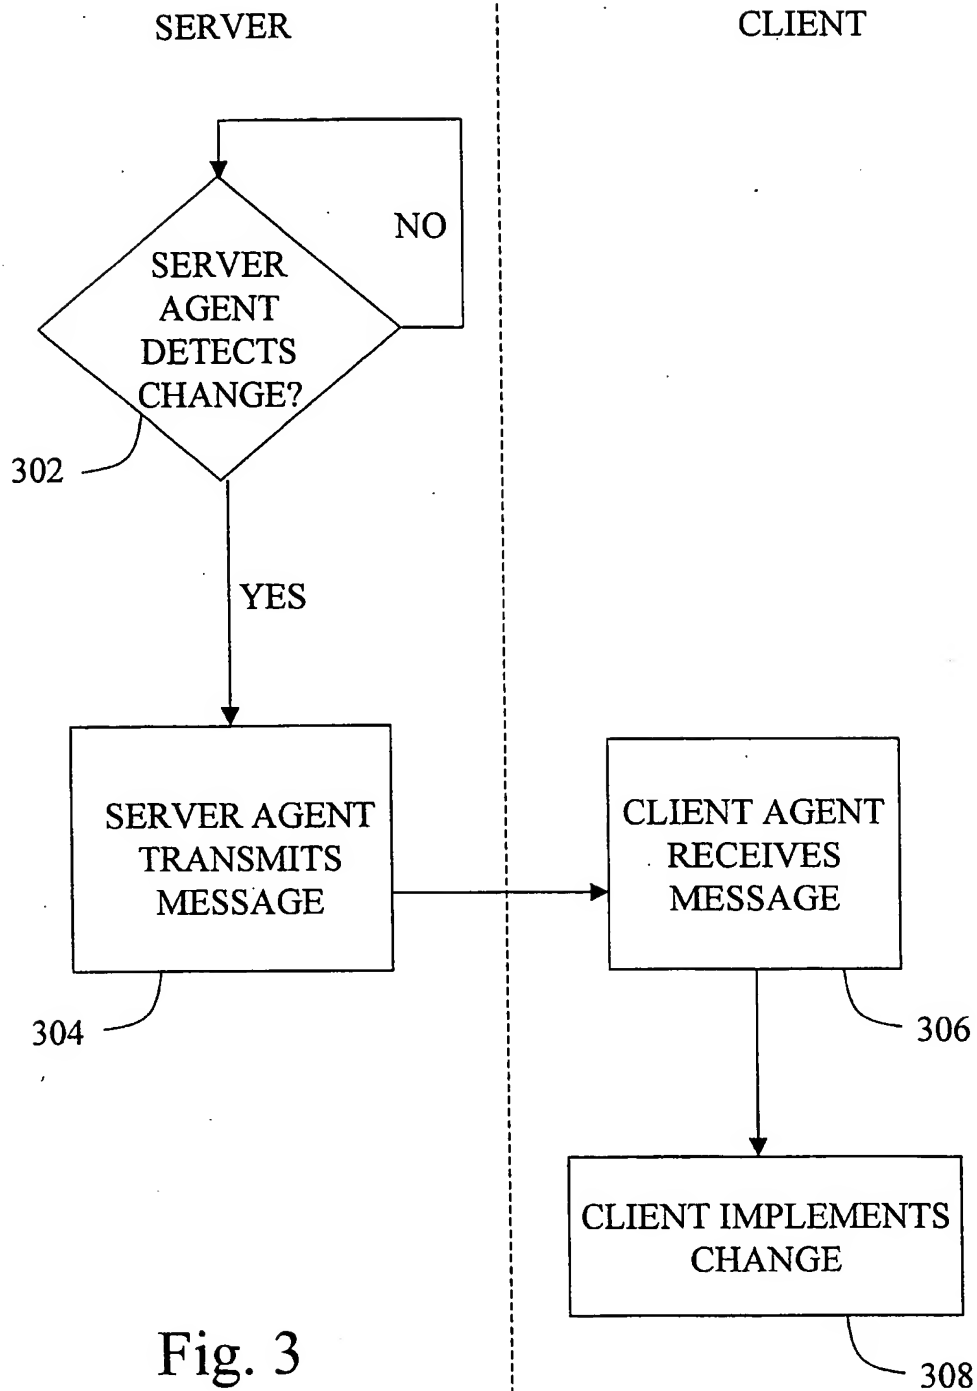 SERVER
CLIENT
NO
SERVER
AGENT
DETECTS
CHANGE?
302
YES
SERVER AGENT
TRANSMITS
MESSAGE
304
CLIENT AGENT
RECEIVES
MESSAGE
306
CLIENT IMPLEMENTS
CHANGE
308
Fig. 3